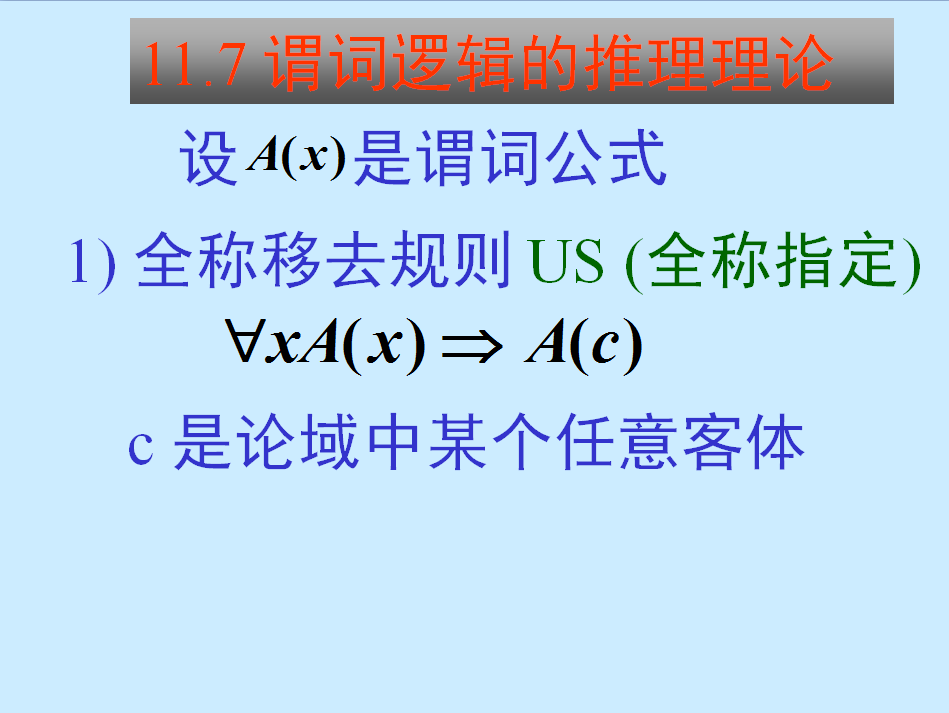 11.7 谓词逻辑的推理理论
设 A(x) 是谓词公式
1) 全称移去规则 US (全称指定)
∀xA(x) ⇒ A(c)
c 是论域中某个任意客体